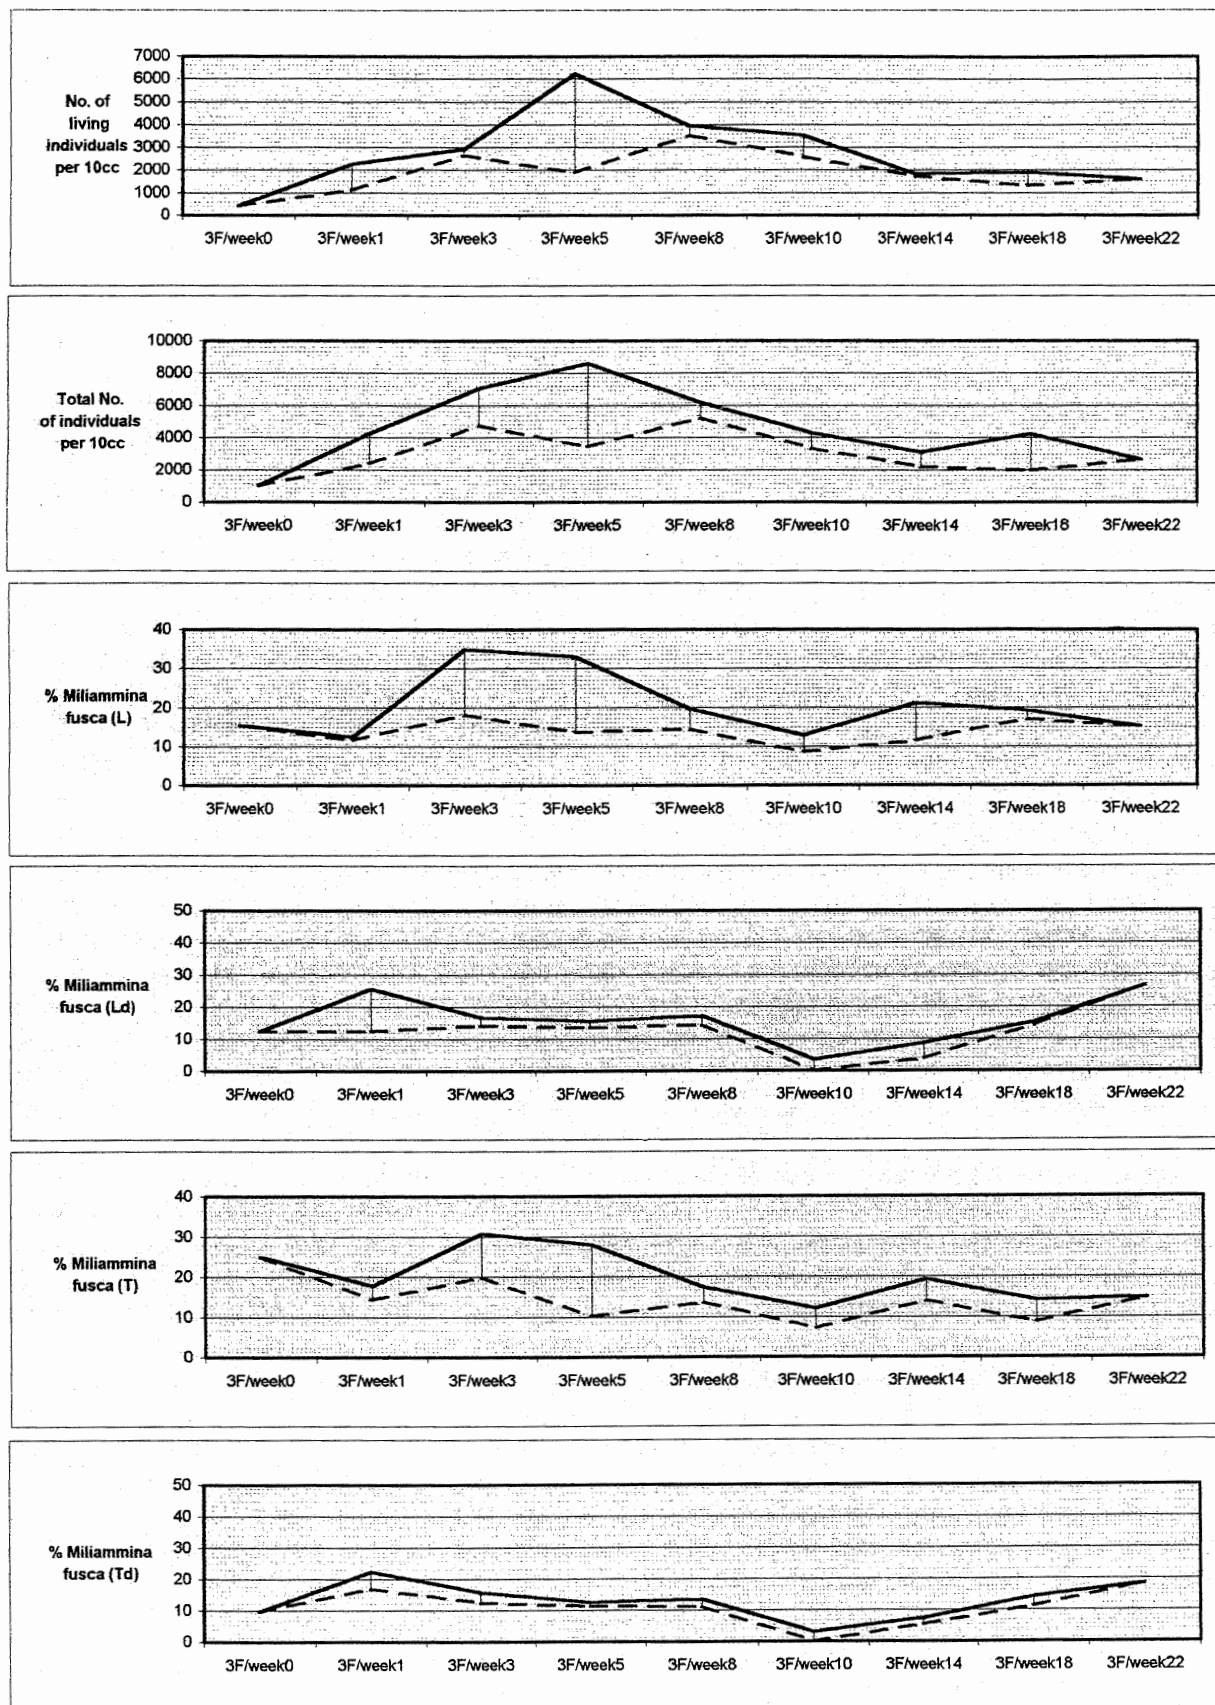 7000
6000
5000
4000
3000
2000
1000
0
No. of
living
individuals
per 10cc
3F/week0 3F/week1 3F/week3 3F/week5 3F/week8 3F/week10 3F/week14 3F/week18 3F/week22
10000
8000
6000
4000
2000
0
Total No.
of individuals
per 10cc
3F/week0 3F/week1 3F/week3 3F/week5 3F/week8 3F/week10 3F/week14 3F/week18 3F/week22
40
30
20
10
0
% Miliammina
fusca (L)
3F/week0 3F/week1 3F/week3 3F/week5 3F/week8 3F/week10 3F/week14 3F/week18 3F/week22
50
40
30
20
10
0
% Miliammina
fusca (Ld)
3F/week0 3F/week1 3F/week3 3F/week5 3F/week8 3F/week10 3F/week14 3F/week18 3F/week22
40
30
20
10
0
% Miliammina
fusca (T)
3F/week0 3F/week1 3F/week3 3F/week5 3F/week8 3F/week10 3F/week14 3F/week18 3F/week22
50
40
30
20
10
0
% Miliammina
fusca (Td)
3F/week0 3F/week1 3F/week3 3F/week5 3F/week8 3F/week10 3F/week14 3F/week18 3F/week22